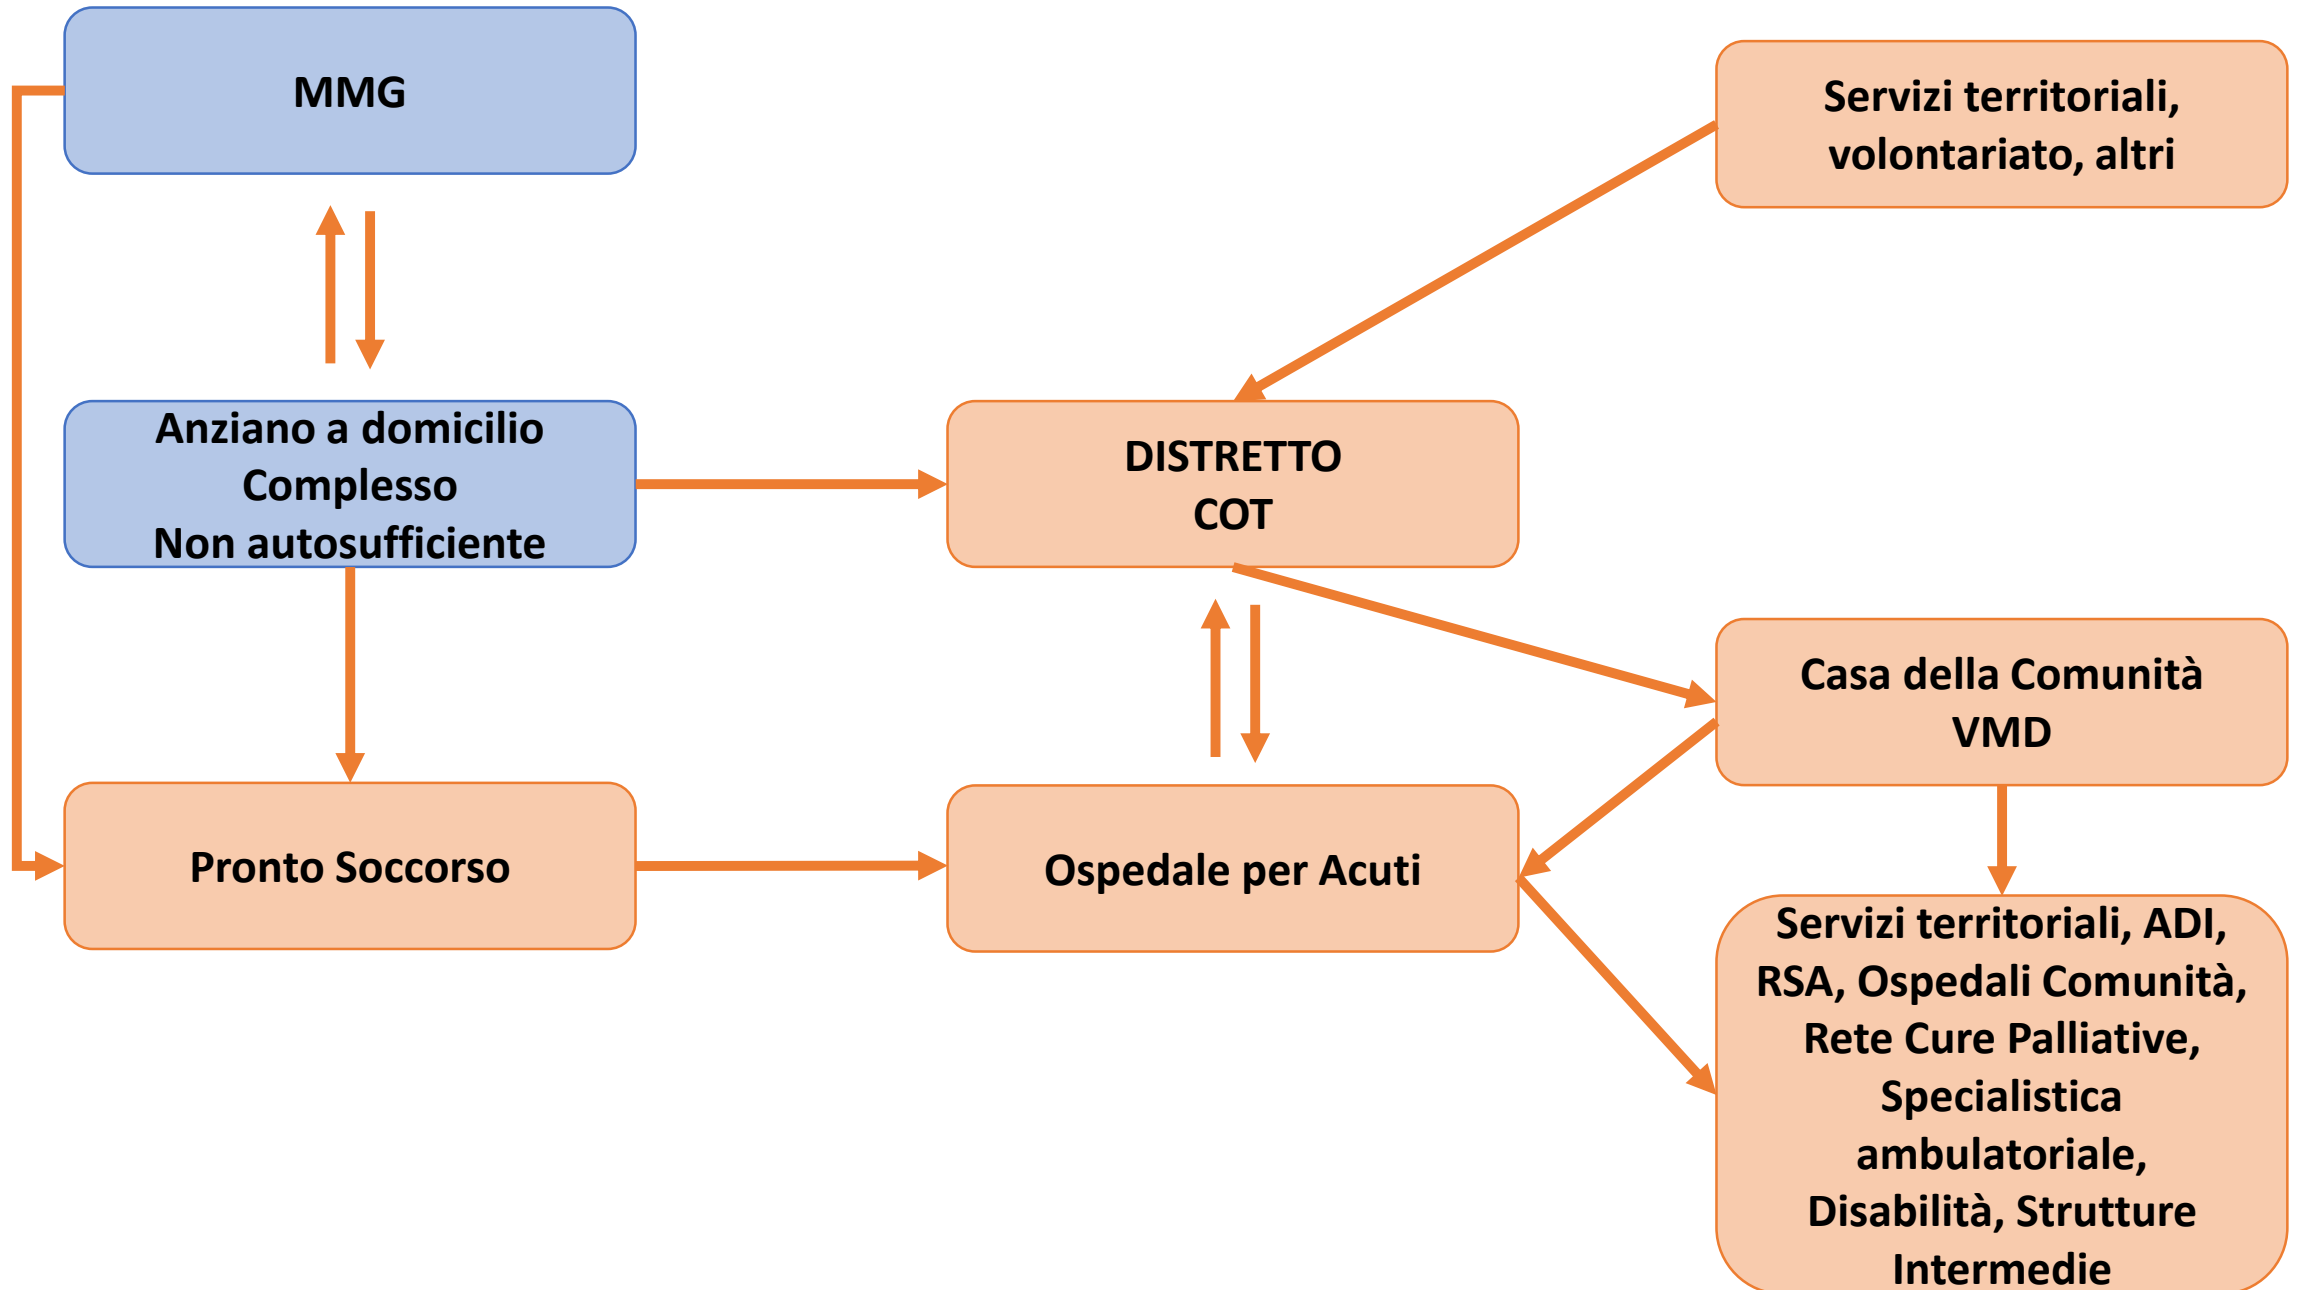 MMG
Servizi territoriali,
volontariato, altri
Anziano a domicilio
Complesso
Non autosufficiente
DISTRETTO
COT
Casa della Comunità
VMD
Pronto Soccorso
Ospedale per Acuti
Servizi territoriali, ADI,
RSA, Ospedali Comunità,
Rete Cure Palliative,
Specialistica
ambulatoriale,
Disabilità, Strutture
Intermedie